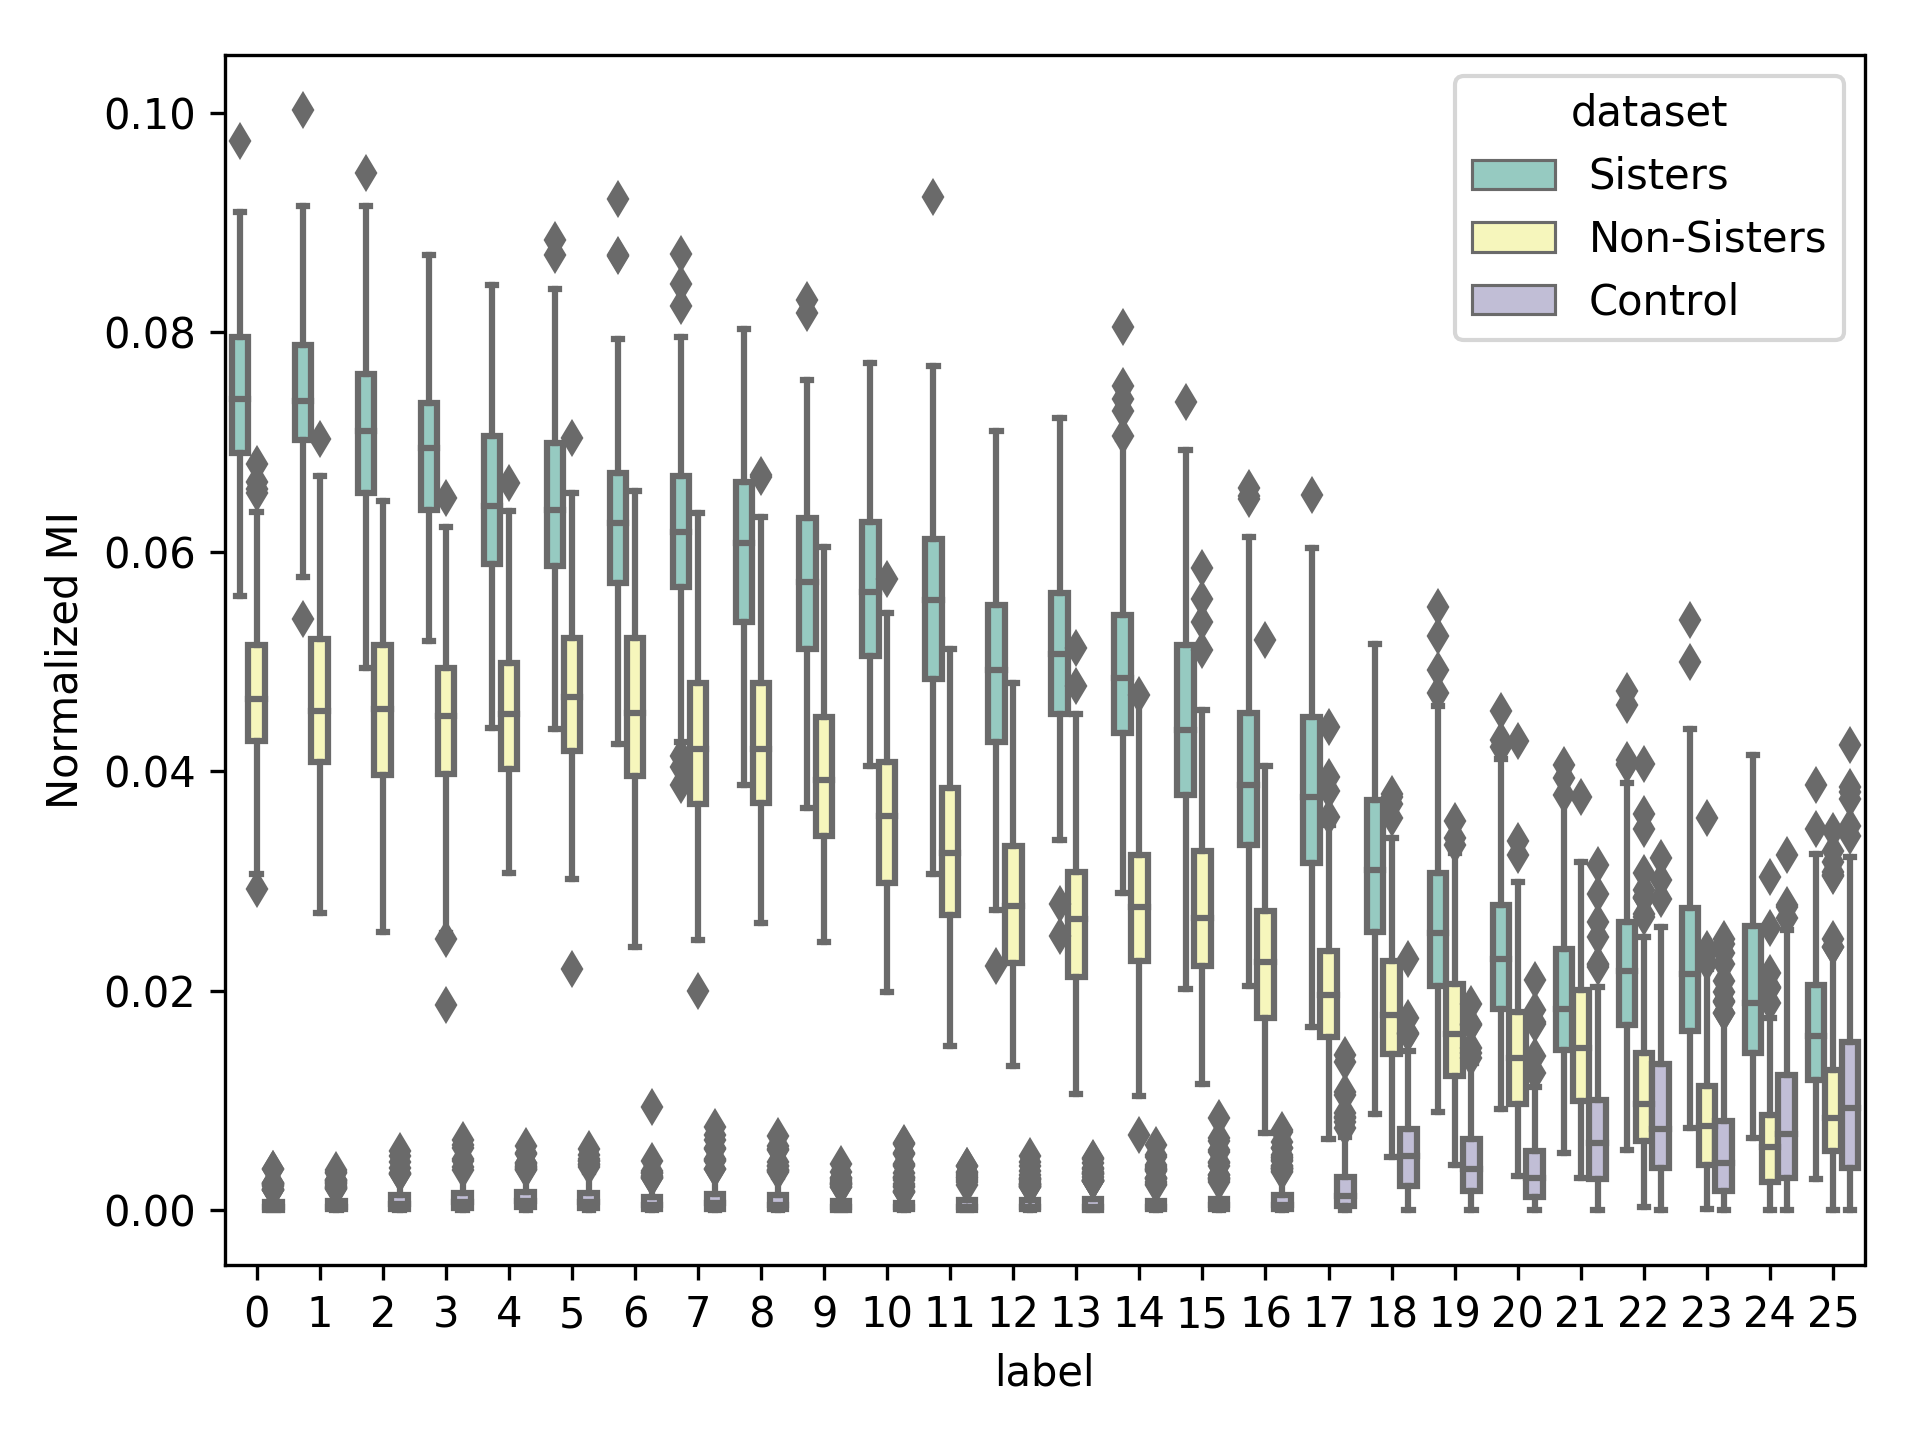 dataset
Sisters
Non-Sisters
Control
0.10
0.08
0.06
0.04
0.02
0.00
Normalized MI
0 1 2 3 4 5 6 7 8 9 10 11 12 13 14 15 16 17 18 19 20 21 22 23 24 25
label